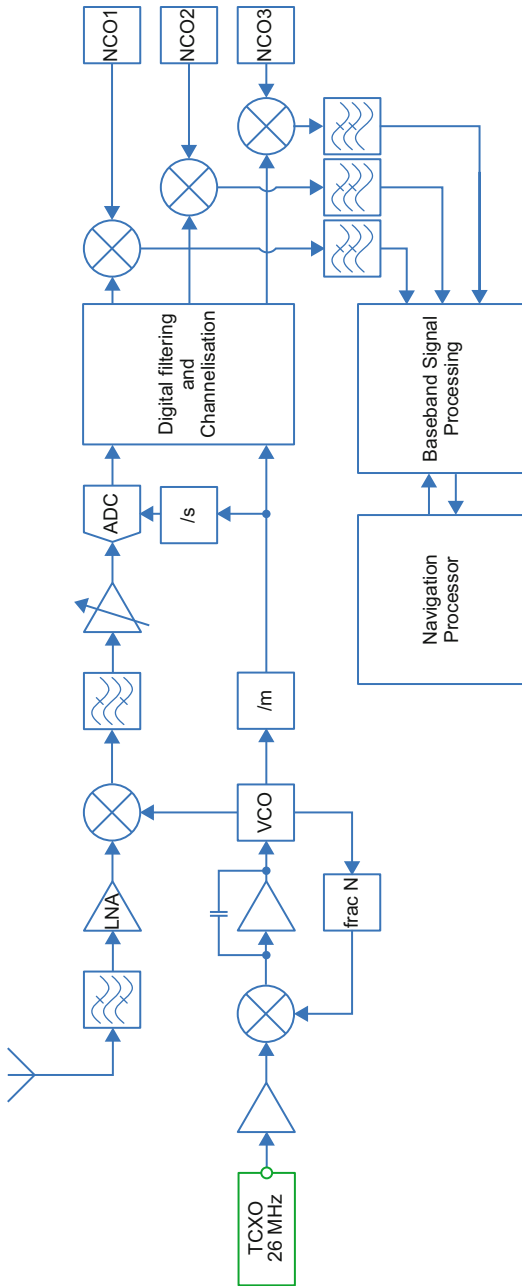 LNA
ADC
/s
Digital filtering
and
Channelisation
NCO1
NCO2
NCO3
TCXO
26 MHz
VCO
frac N
/m
Navigation
Processor
Baseband Signal
Processing